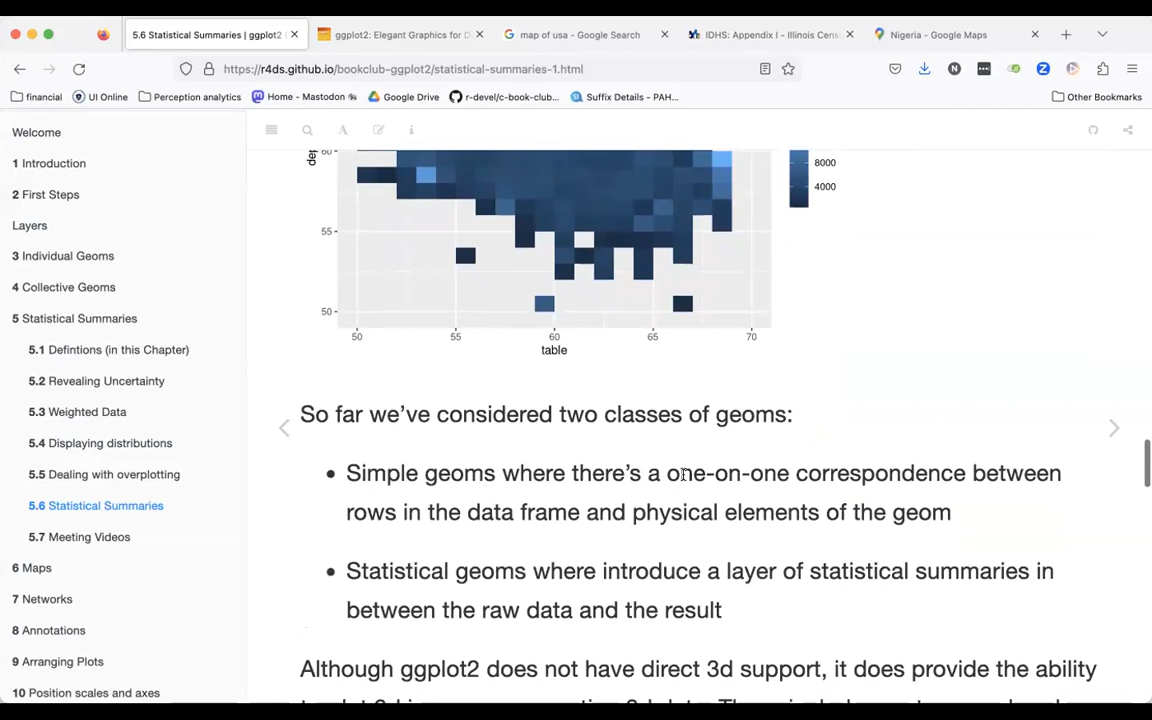 5.6 Statistical Summaries | ggplot2
ggplot2: Elegant Graphics for D
map of usa - Google Search
IDHS: Appendix I – Illinois Cens
Nigeria - Google Maps
https://r4ds.github.io/bookclub-ggplot2/statistical-summaries-1.html
financial
UI Online
Perception analytics
Home - Mastodon
Google Drive
r-devel/c-book-club...
Suffix Details - PAH...
Other Bookmarks
Welcome
1 Introduction
2 First Steps
Layers
3 Individual Geoms
4 Collective Geoms
5 Statistical Summaries
5.1 Defintions (in this Chapter)
5.2 Revealing Uncertainty
5.3 Weighted Data
5.4 Displaying distributions
5.5 Dealing with overplotting
5.6 Statistical Summaries
5.7 Meeting Videos
6 Maps
7 Networks
8 Annotations
9 Arranging Plots
10 Position scales and axes
60
55
50
50 55 60 65 70
table
8000
4000
So far we've considered two classes of geoms:
• Simple geoms where there's a one-on-one correspondence between
rows in the data frame and physical elements of the geom
• Statistical geoms where introduce a layer of statistical summaries in
between the raw data and the result
Although ggplot2 does not have direct 3d support, it does provide the ability